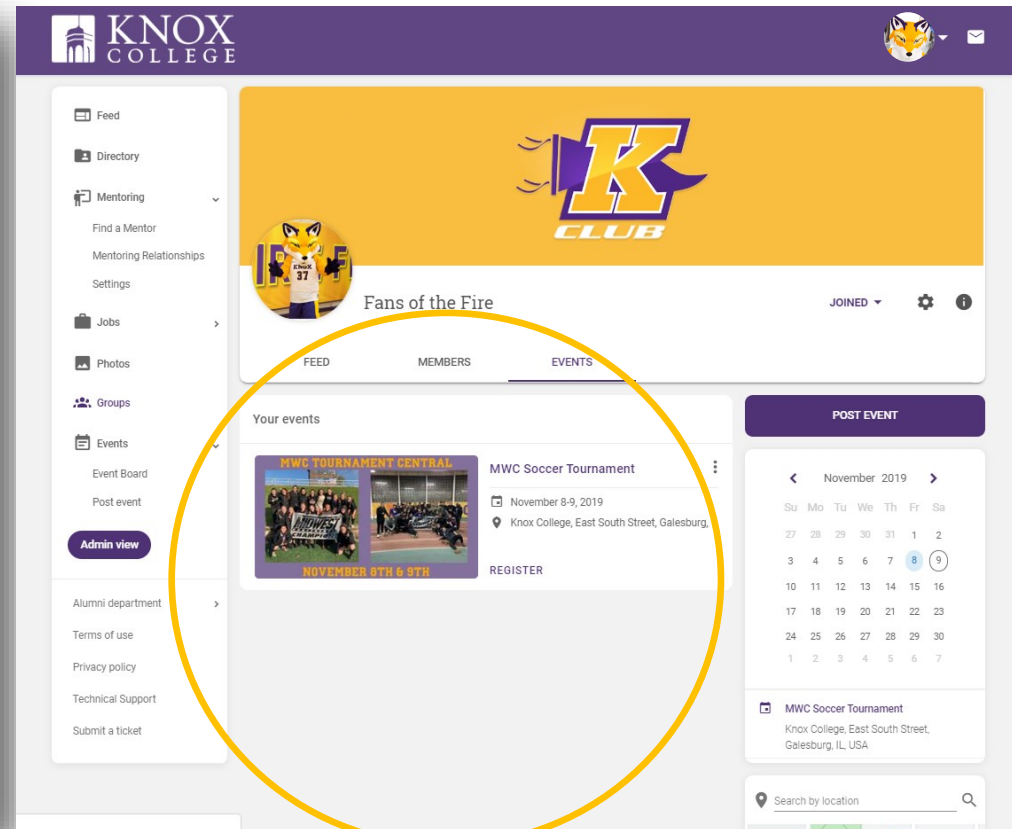 KNOX
COLLEGE
Feed
Directory
Mentoring
Find a Mentor
Mentoring Relationships
Settings
Jobs
Photos
Groups
Events
Event Board
Post event
Admin view
Alumni department
Terms of use
Privacy policy
Technical Support
Submit a ticket
K
CLUB
KNOX
37
Fans of the Fire
JOINED
FEED MEMBERS EVENTS
Your events
MWC TOURNAMENT CENTRAL
MIDWEST
CHAMPION
NOVEMBER 8TH & 9TH
MWC Soccer Tournament
November 8-9, 2019
Knox College, East South Street, Galesburg,
REGISTER
POST EVENT
November 2019
Su Mo Tu We Th Fr Sa
27 28 29 30 31 1 2
3 4 5 6 7 8 9
10 11 12 13 14 15 16
17 18 19 20 21 22 23
24 25 26 27 28 29 30
1 2 3 4 5 6 7
MWC Soccer Tournament
Knox College, East South Street,
Galesburg, IL, USA
Search by location